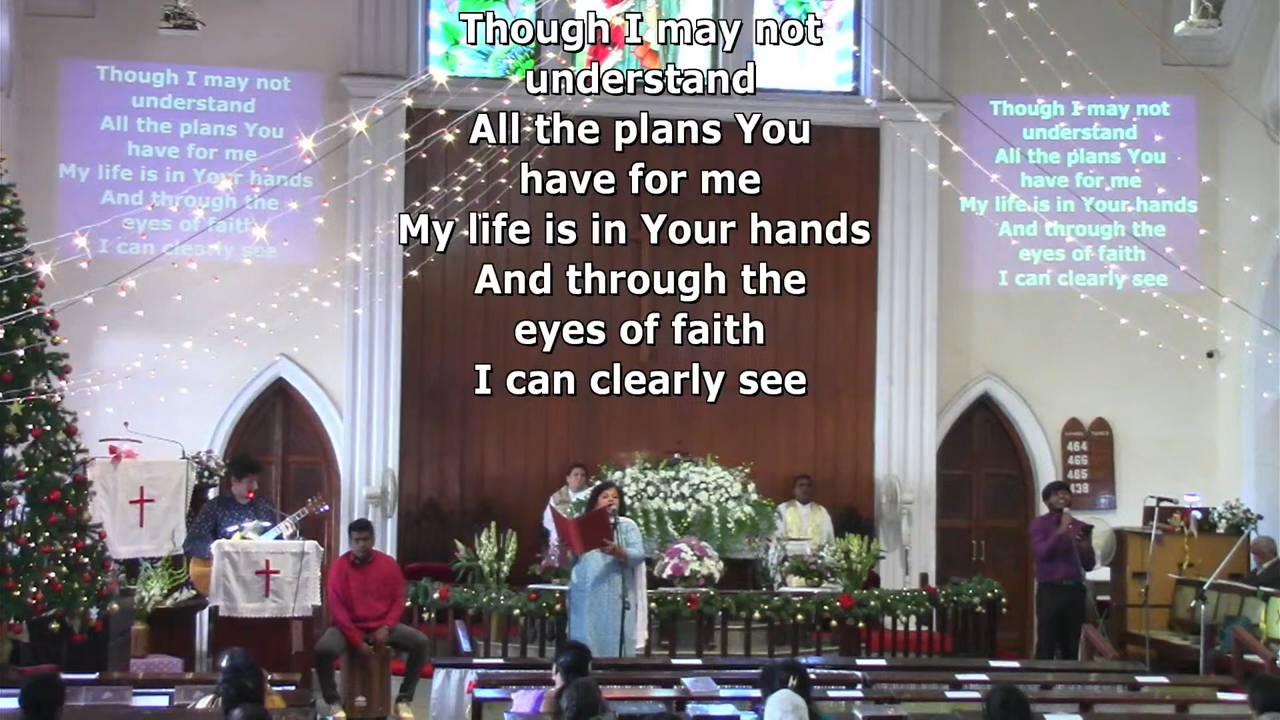 Though I may not
understand
All the plans You
have for me
My life is in Your hands
And through the
eyes of faith
I can clearly see
Though I may not
understand
All the plans You
have for me
My life is in Your hands
And through the
eyes of faith
I can clearly see
Though I may not
understand
All the plans You
have for me
My life is in Your hands
And through the
eyes of faith
I can clearly see
464
466
465
438